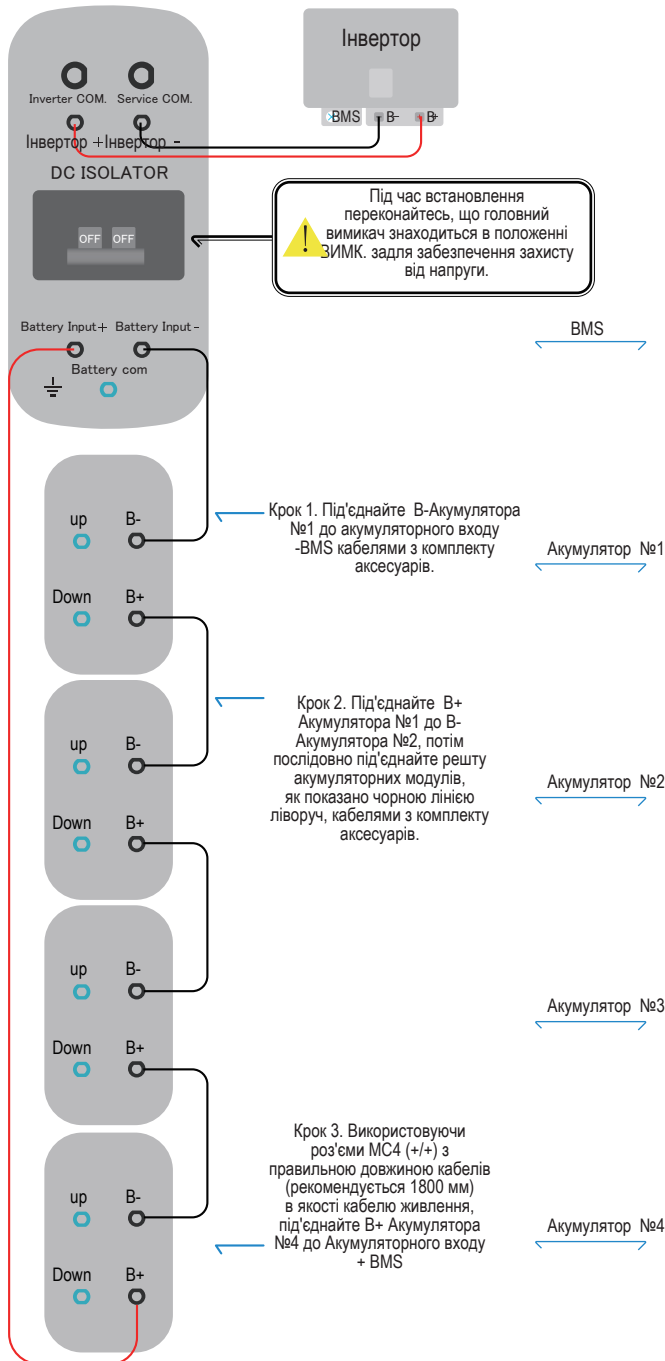 Інвертор
Inverter COM. Service COM.
BMS B- B+
Інвертор +Інвертор -
DC ISOLATOR
OFF OFF
Під час встановлення
переконайтесь, що головний
вимикач знаходиться в положенні
ВИМК. задля забезпечення захисту
від напруги.
Battery Input+ Battery Input-
BMS
Battery com
up B-
Down B+
Крок 1. Під'єднайте В-Акумулятора
№1 до акумуляторного входу
-BMS кабелями з комплекту
аксесуарів.
Акумулятор №1
up B-
Down B+
Крок 2. Під'єднайте В+
Акумулятора №1 до В-
Акумулятора №2, потім
послідовно під'єднайте решту
акумуляторних модулів,
як показано чорною лінією
ліворуч, кабелями з комплекту
аксесуарів.
Акумулятор №2
up B-
Down B+
Акумулятор №3
up B-
Down B+
Крок 3. Використовуючи
роз'єми МС4 (+/+) з
правильною довжиною кабелів
(рекомендується 1800 мм)
в якості кабелю живлення,
під'єднайте В+ Акумулятора
№4 до Акумуляторного входу
+ BMS
Акумулятор №4